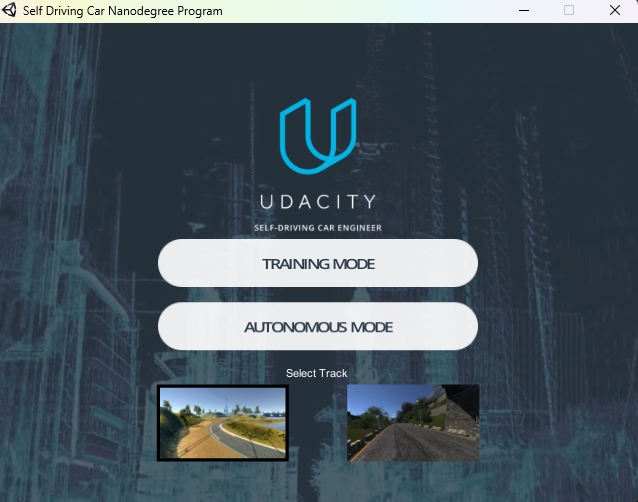 Self Driving Car Nanodegree Program
UDACITY
SELF-DRIVING CAR ENGINEER
TRAINING MODE
AUTONOMOUS MODE
Select Track